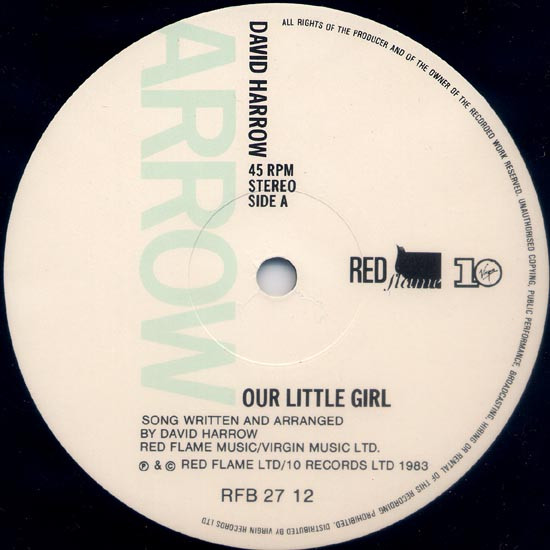 ARROW
DAVID HARROW
45 RPM
STEREO
SIDE A
RED flame 10 Virgin
OUR LITTLE GIRL
SONG WRITTEN AND ARRANGED
BY DAVID HARROW
RED FLAME MUSIC/VIRGIN MUSIC LTD.
℗ & © RED FLAME LTD/10 RECORDS LTD 1983
RFB 27 12
ALL RIGHTS OF THE PRODUCER AND OF THE OWNER OF THE RECORDED WORK RESERVED. UNAUTHORISED COPYING, PUBLIC PERFORMANCE, BROADCASTING, HIRING OR RENTAL OF THIS RECORDING PROHIBITED. DISTRIBUTED BY VIRGIN RECORDS LTD